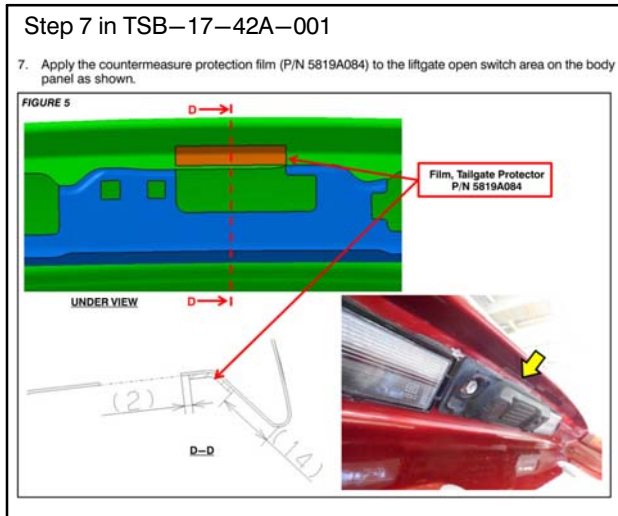 Step 7 in TSB–17–42A–001
7. Apply the countermeasure protection film (P/N 5819A084) to the liftgate open switch area on the body
panel as shown.
FIGURE 5
D
Film, Tailgate Protector
P/N 5819A084
UNDER VIEW
D
(2)
(14)
D–D